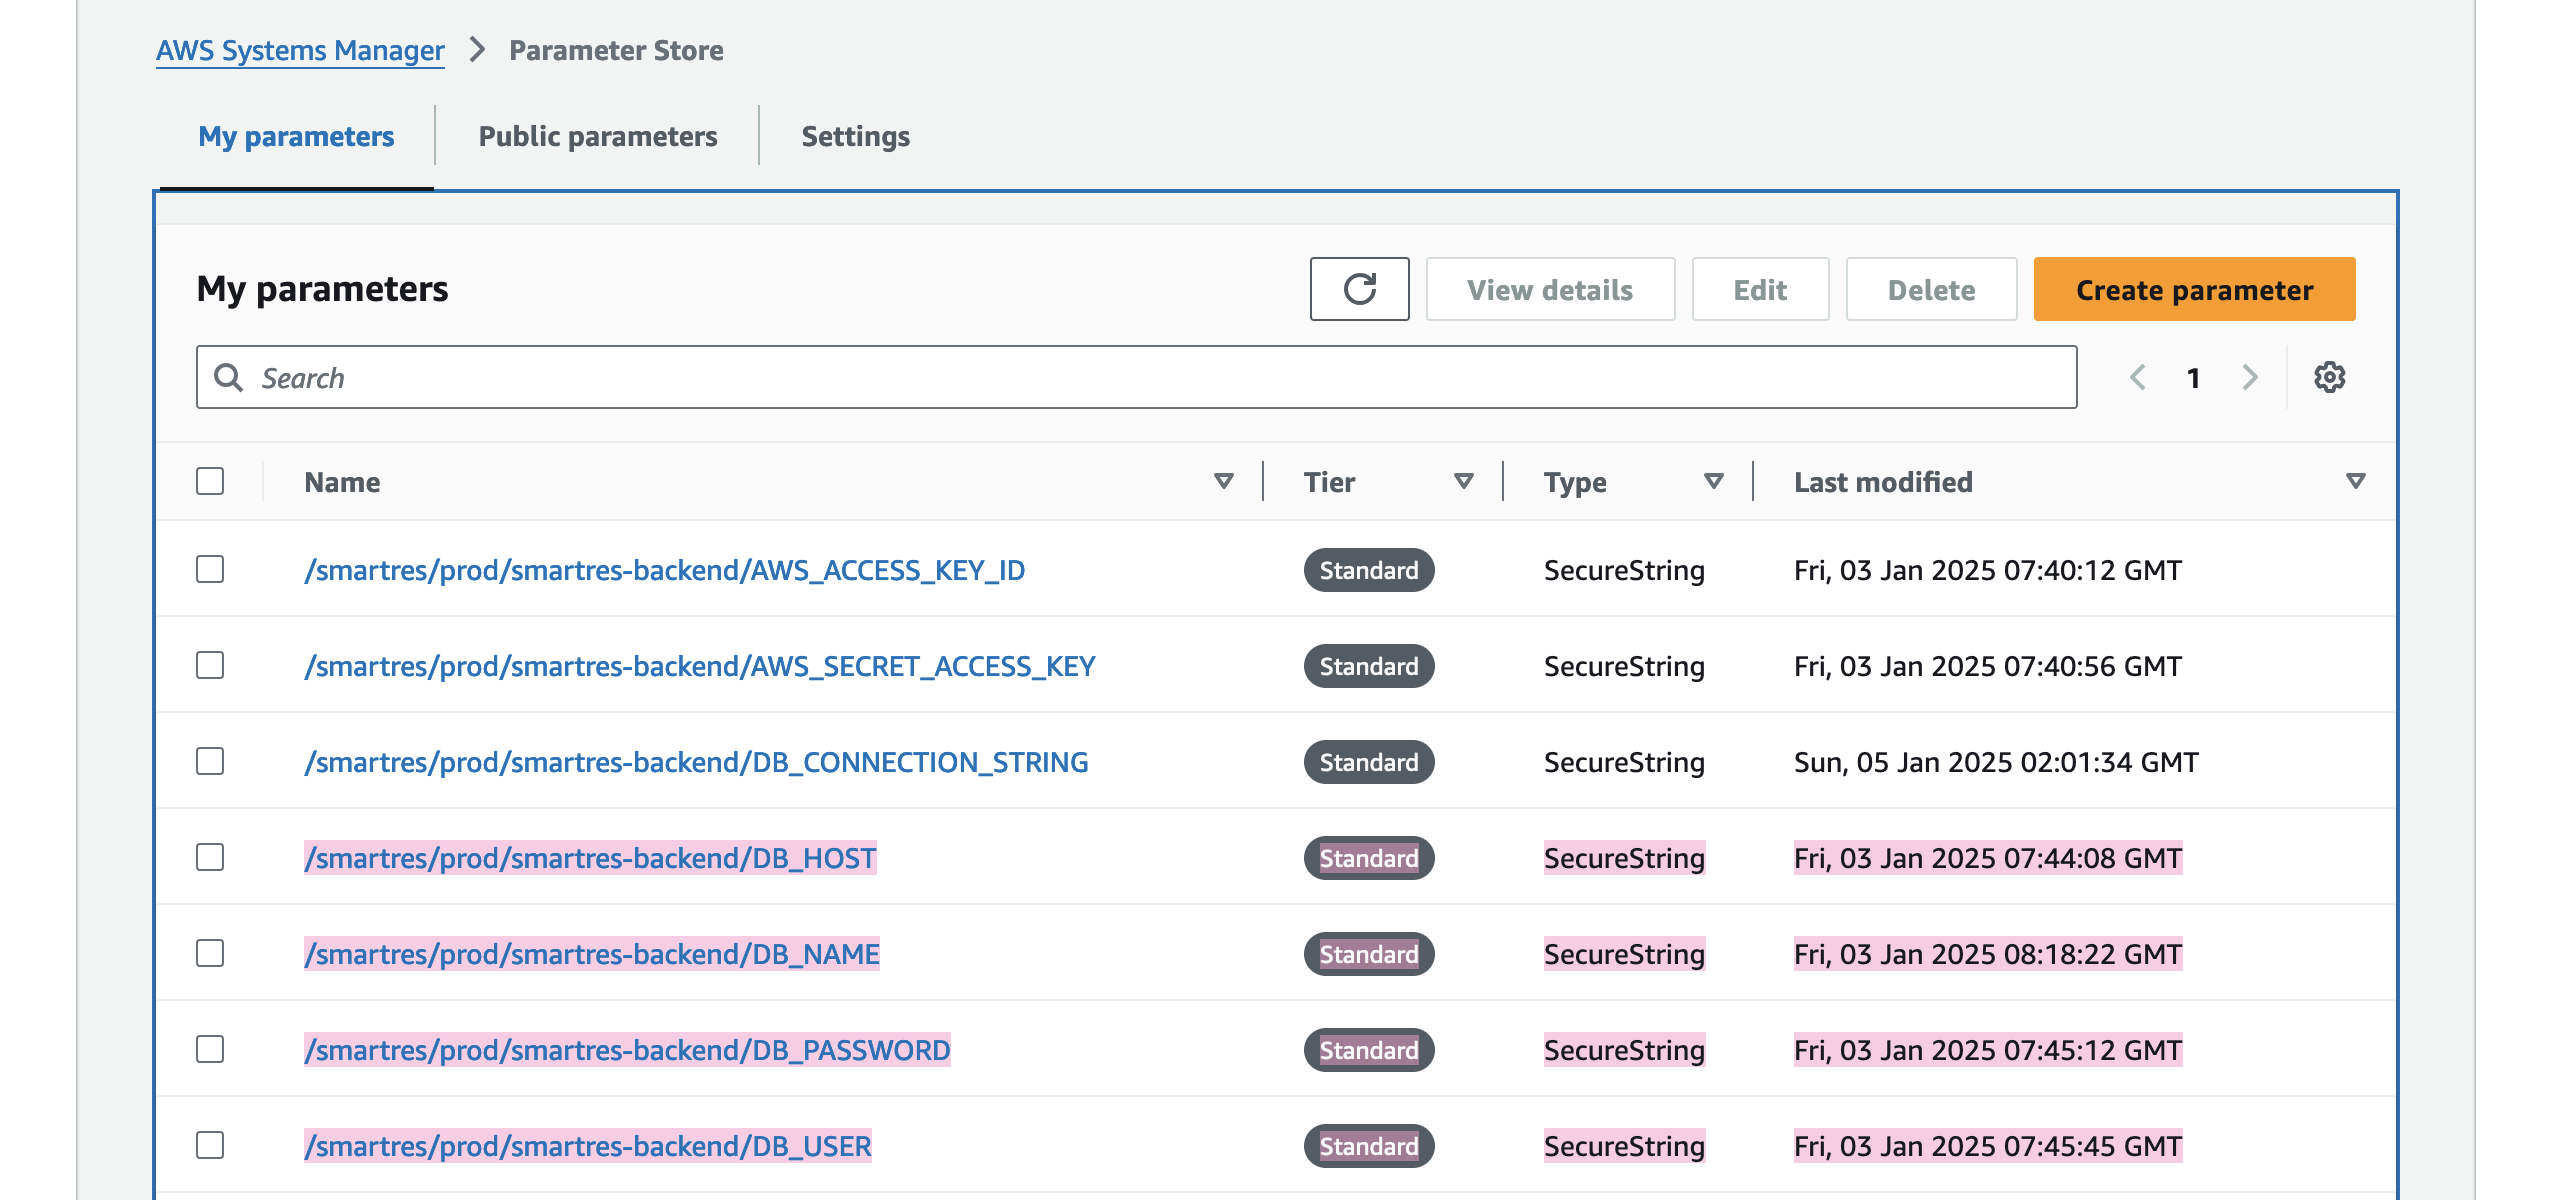 AWS Systems Manager > Parameter Store
My parameters Public parameters Settings
My parameters View details Edit Delete Create parameter
Search 1
Name Tier Type Last modified
/smartres/prod/smartres-backend/AWS_ACCESS_KEY_ID Standard SecureString Fri, 03 Jan 2025 07:40:12 GMT
/smartres/prod/smartres-backend/AWS_SECRET_ACCESS_KEY Standard SecureString Fri, 03 Jan 2025 07:40:56 GMT
/smartres/prod/smartres-backend/DB_CONNECTION_STRING Standard SecureString Sun, 05 Jan 2025 02:01:34 GMT
/smartres/prod/smartres-backend/DB_HOST Standard SecureString Fri, 03 Jan 2025 07:44:08 GMT
/smartres/prod/smartres-backend/DB_NAME Standard SecureString Fri, 03 Jan 2025 08:18:22 GMT
/smartres/prod/smartres-backend/DB_PASSWORD Standard SecureString Fri, 03 Jan 2025 07:45:12 GMT
/smartres/prod/smartres-backend/DB_USER Standard SecureString Fri, 03 Jan 2025 07:45:45 GMT